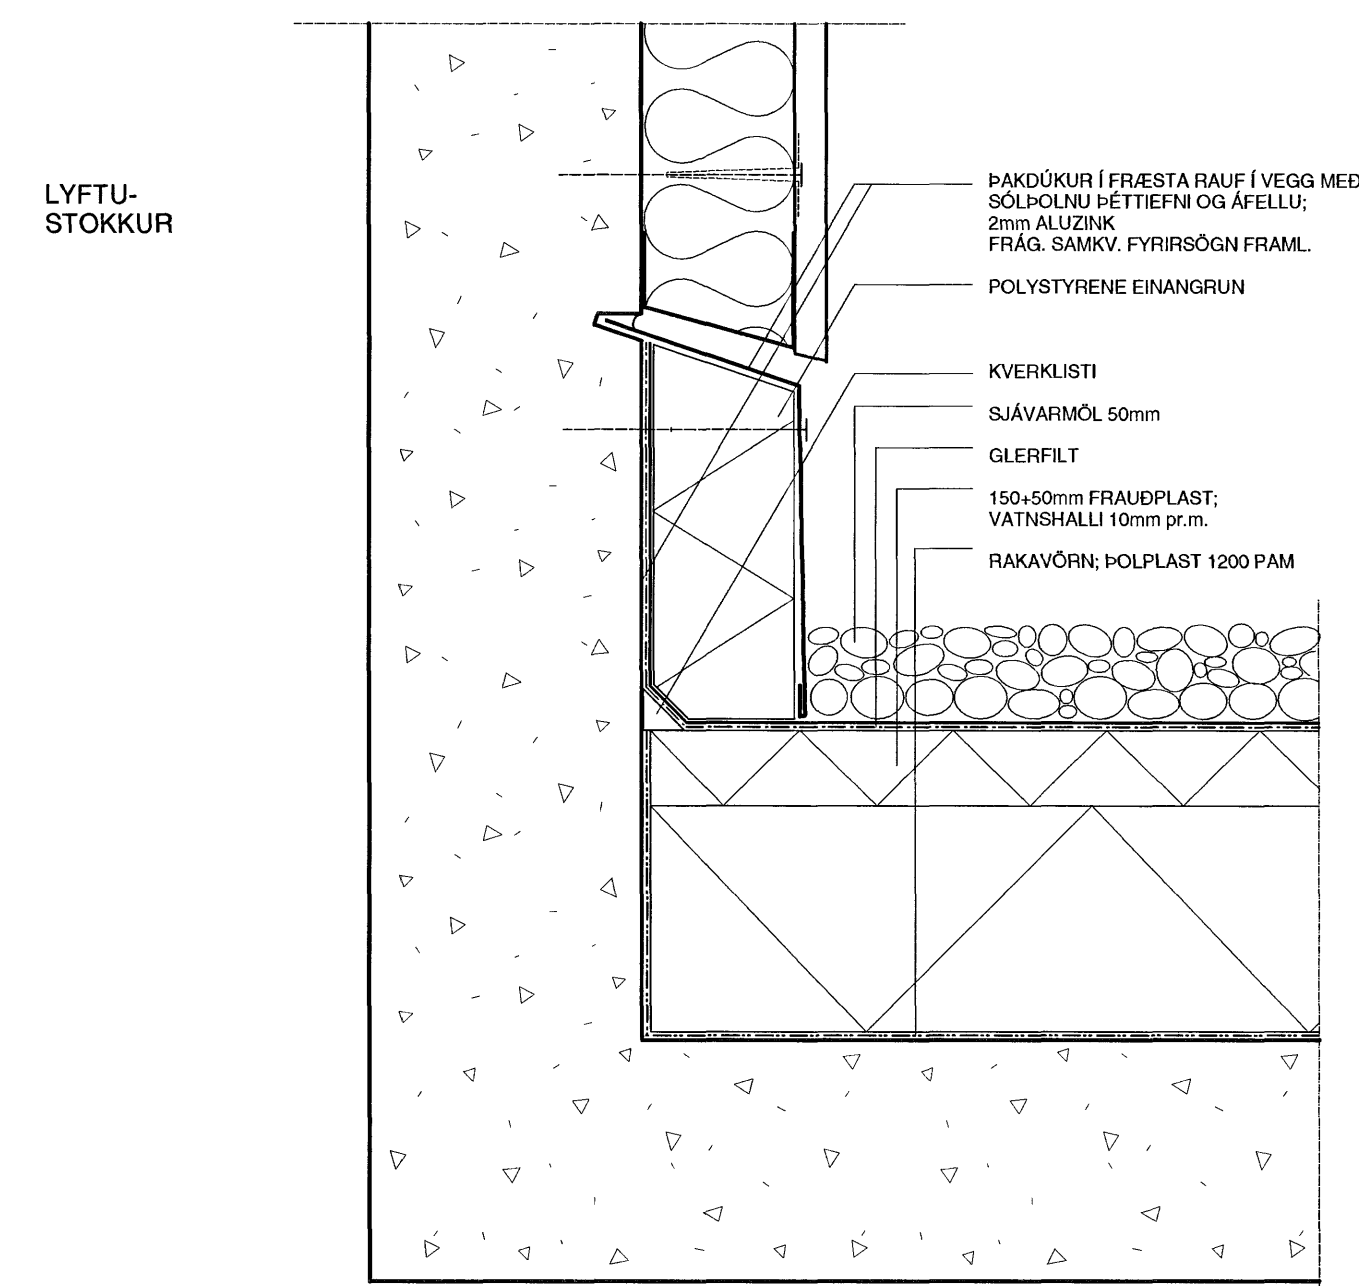 LYFTU-
STOKKUR
ÞAKDÚKUR Í FRÆSTA RAUF Í VEGG MEÐ
SÓLÞOLNU ÞÉTTIEFNI OG ÁFELLU;
2mm ALUZINK
FRÁG. SAMKV. FYRIRSÖGN FRAML.
POLYSTYRENE EINANGRUN
KVERKLISTI
SJÁVARMÖL 50mm
GLERFILT
150+50mm FRAUÐPLAST;
VATNSHALLI 10mm pr.m.
RAKAVÖRN; ÞOLPLAST 1200 PAM